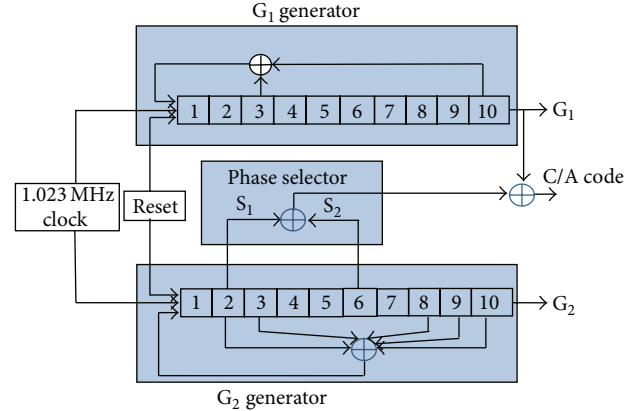 G1 generator
1 2 3 4 5 6 7 8 9 10
G1
Phase selector
C/A code
1.023 MHz
clock
Reset
S1
S2
1 2 3 4 5 6 7 8 9 10
G2
G2 generator